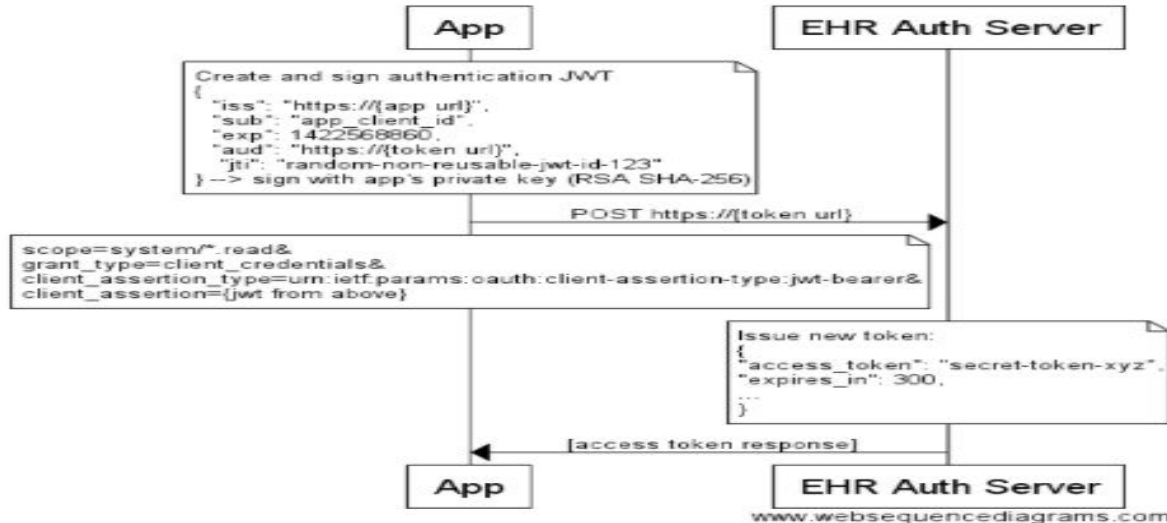 App
EHR Auth Server
Create and sign authentication JWT
{
"iss": "https://{app url}",
"sub": "app_client_id",
"exp": 1422568860,
"aud": "https://{token url}",
"jti": "random-non-reusable-jwt-id-123"
} --> sign with app's private key (RSA SHA-256)
POST https://{token url}
scope=system/*.read&
grant_type=client_credentials&
client_assertion_type=urn:ietf:params:oauth:client-assertion-type:jwt-bearer&
client_assertion={jwt from above}
Issue new token:
{
"access_token": "secret-token-xyz",
"expires_in": 300,
...
}
[access token response]
App
EHR Auth Server
www.websequencediagrams.com